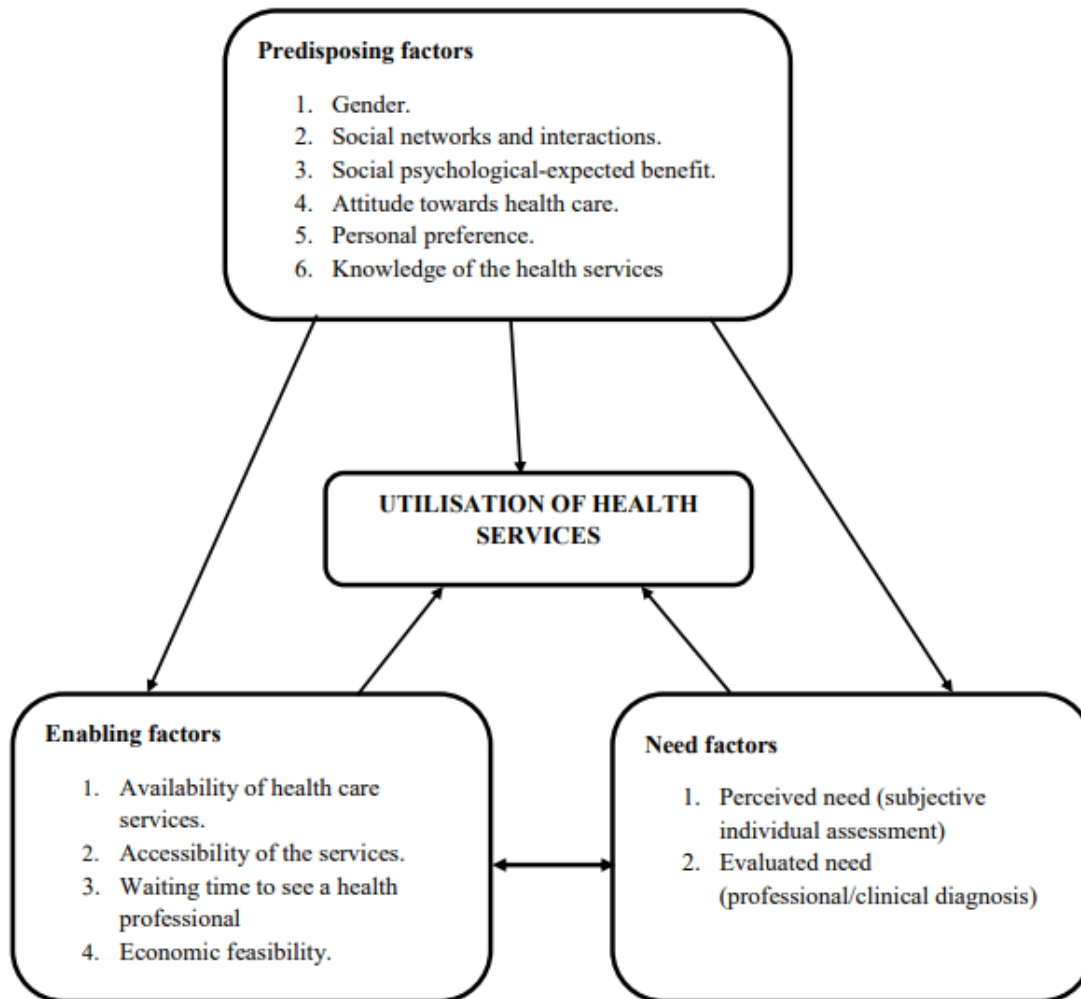 Predisposing factors
1. Gender.
2. Social networks and interactions.
3. Social psychological-expected benefit.
4. Attitude towards health care.
5. Personal preference.
6. Knowledge of the health services
UTILISATION OF HEALTH
SERVICES
Enabling factors
1. Availability of health care
services.
2. Accessibility of the services.
3. Waiting time to see a health
professional
4. Economic feasibility.
Need factors
1. Perceived need (subjective
individual assessment)
2. Evaluated need
(professional/clinical diagnosis)